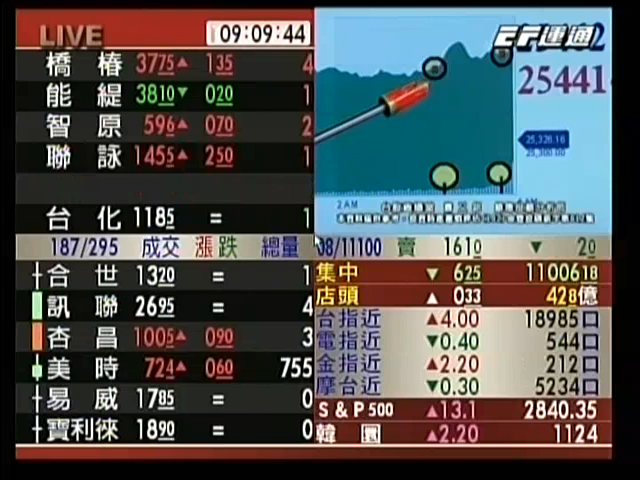 LIVE 09:09:44
橋椿 3775▲ 135 4
能緹 3810▼ 020 1
智原 596▲ 070 2
聯詠 1455▲ 250 1
台化 1185 = 1
187/295 成交 漲跌 總量
合世 1320 = 1
訊聯 2695 = 4
杏昌 1005▲ 090 3
美時 724▲ 060 755
易威 1785 = 0
寶利徠 1890 = 0
運通
25441
25,326.16
2 AM
08/11100 賣 1610 ▼ 20
集中 ▼ 625 1100618
店頭 ▲ 033 428億
台指近 ▲4.00 18985口
電指近 ▼0.40 544口
金指近 ▲2.20 212口
摩台近 ▼0.30 5234口
S&P500 ▲13.1 2840.35
韓圜 ▲2.20 1124